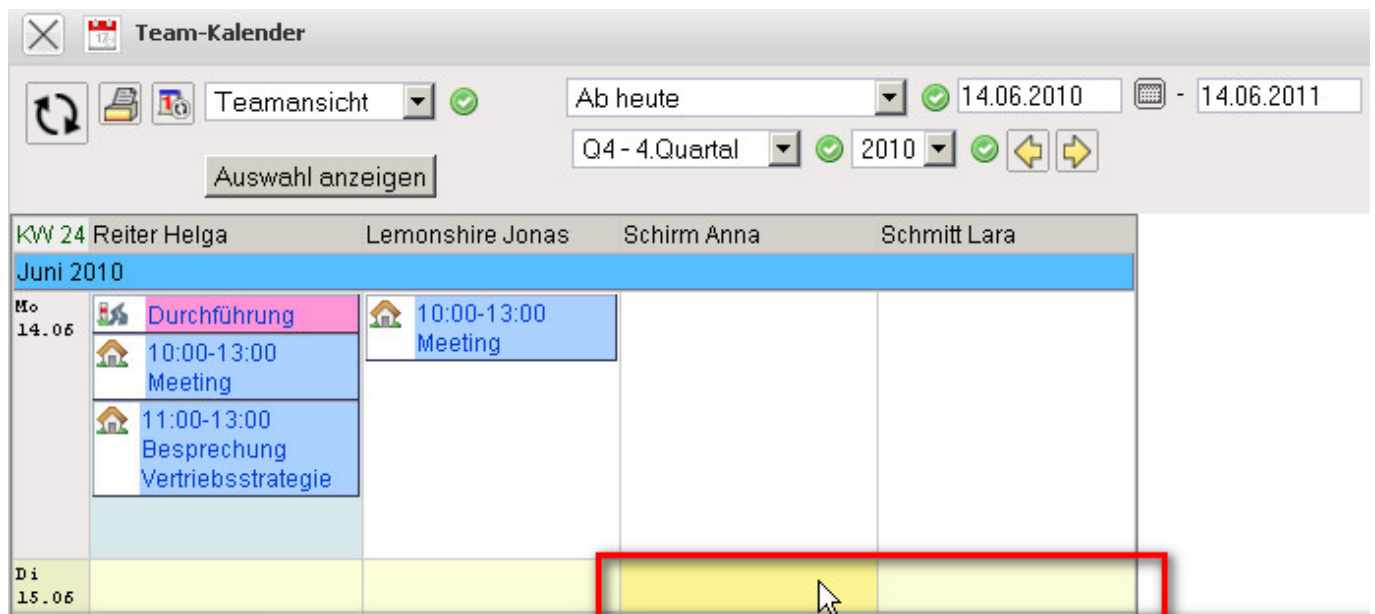 Team-Kalender
Teamansicht
Ab heute
14.06.2010 - 14.06.2011
Q4 - 4.Quartal
2010
Auswahl anzeigen
KW 24 Reiter Helga Lemonshire Jonas Schirm Anna Schmitt Lara
Juni 2010
Mo
14.06
Durchführung
10:00-13:00
Meeting
11:00-13:00
Besprechung
Vertriebsstrategie
10:00-13:00
Meeting
Di
15.06